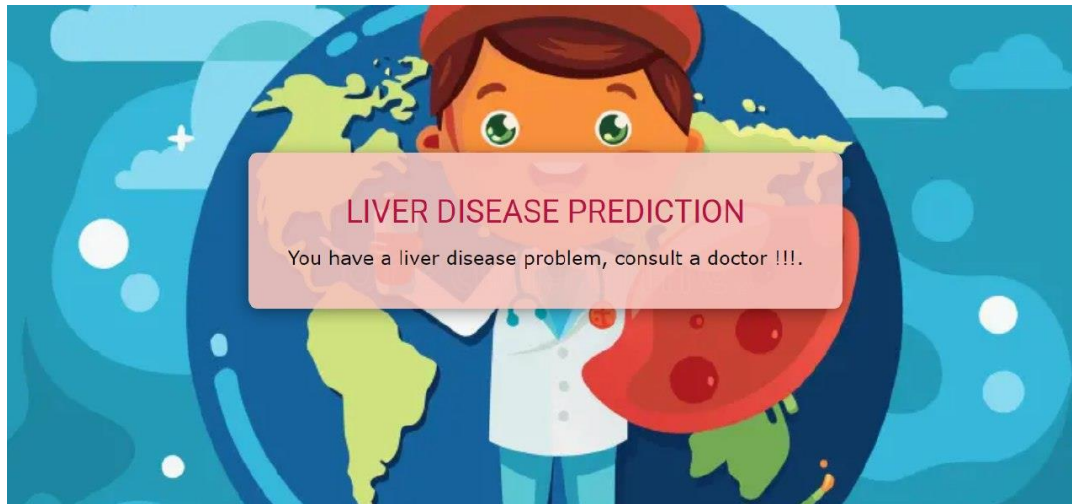 LIVER DISEASE PREDICTION
You have a liver disease problem, consult a doctor !!!.